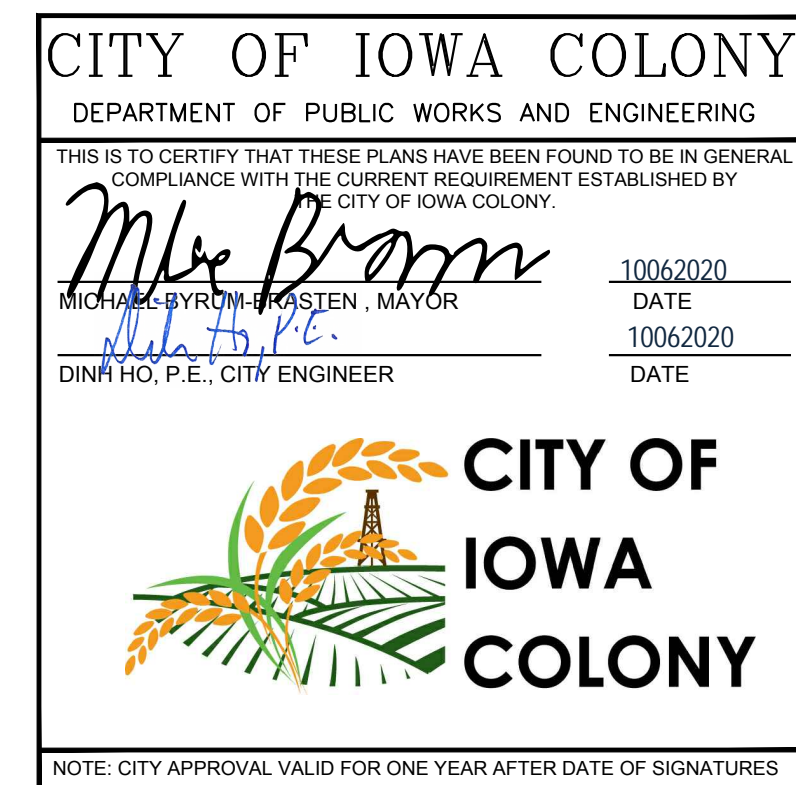 CITY OF IOWA COLONY
DEPARTMENT OF PUBLIC WORKS AND ENGINEERING
THIS IS TO CERTIFY THAT THESE PLANS HAVE BEEN FOUND TO BE IN GENERAL
COMPLIANCE WITH THE CURRENT REQUIREMENT ESTABLISHED BY
THE CITY OF IOWA COLONY.
10062020
MICHAEL BYRUM-BRASTEN , MAYOR DATE
Dinh Ho, P.E. 10062020
DINH HO, P.E., CITY ENGINEER DATE
CITY OF
IOWA
COLONY
NOTE: CITY APPROVAL VALID FOR ONE YEAR AFTER DATE OF SIGNATURES